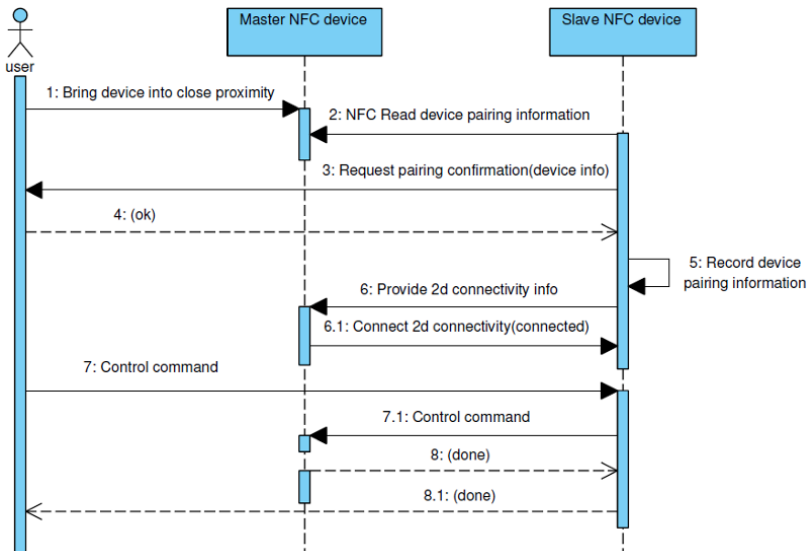 Master NFC device
Slave NFC device
user
1: Bring device into close proximity
2: NFC Read device pairing information
3: Request pairing confirmation(device info)
4: (ok)
5: Record device
pairing information
6: Provide 2d connectivity info
6.1: Connect 2d connectivity(connected)
7: Control command
7.1: Control command
8: (done)
8.1: (done)